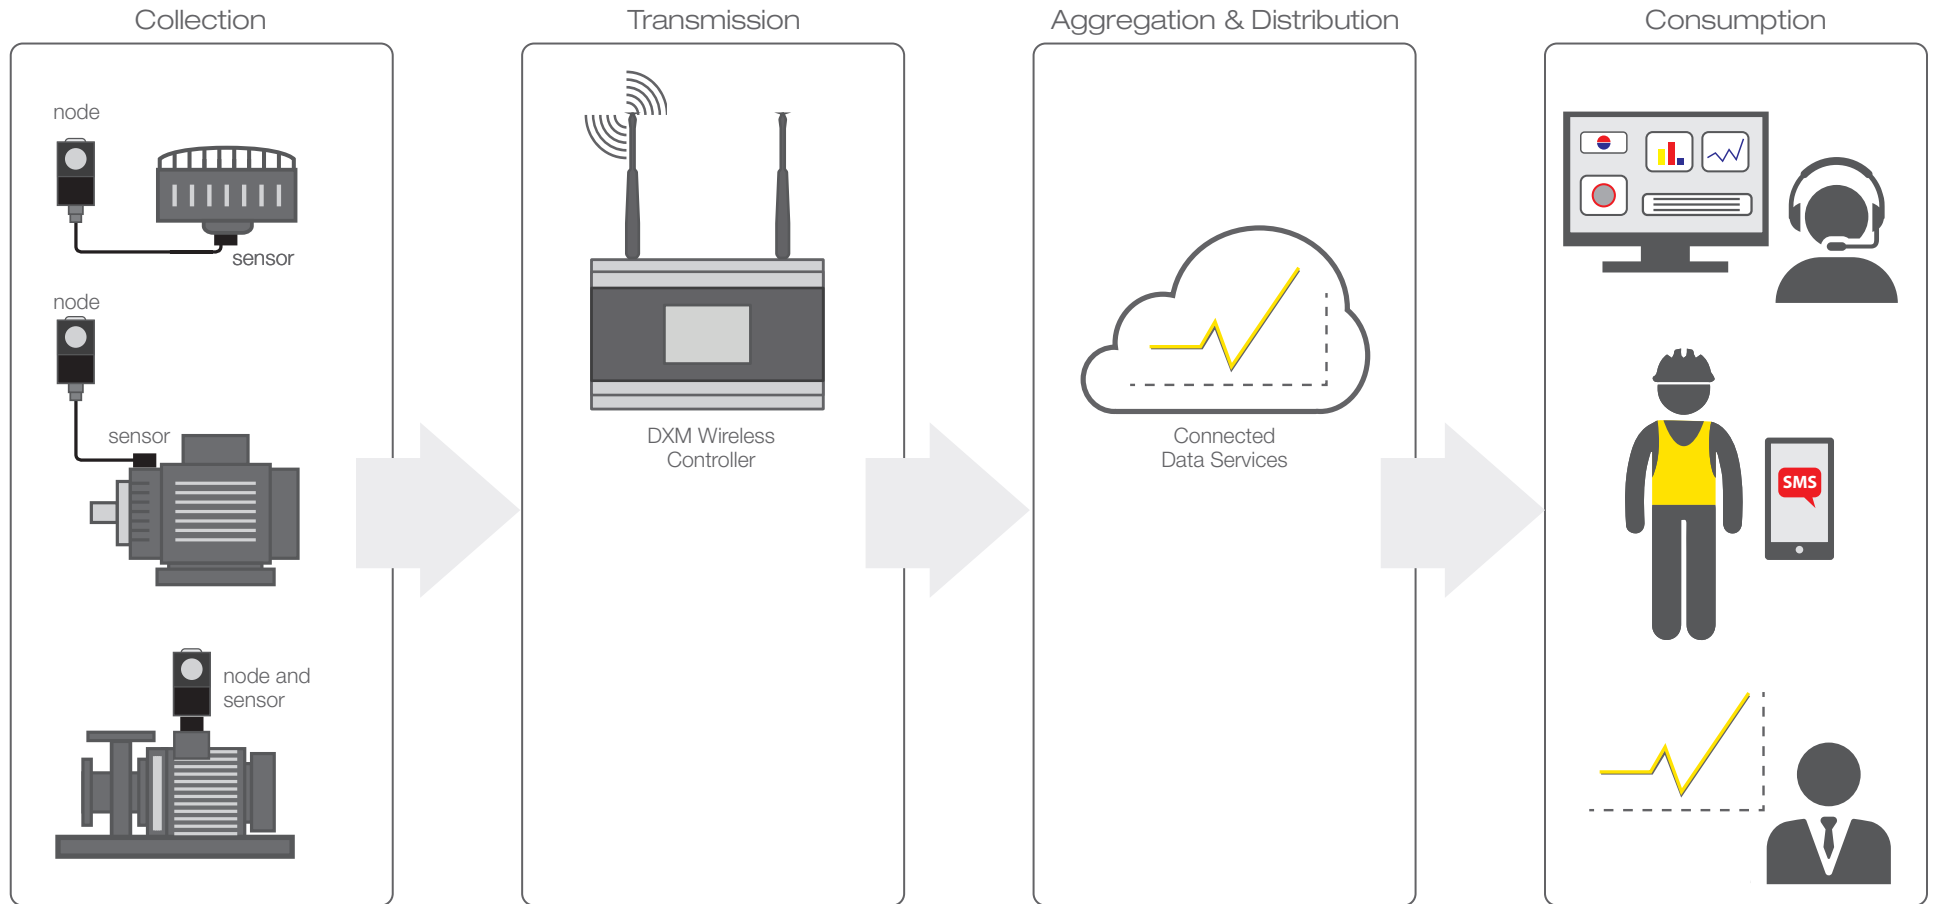 Collection
Transmission
Aggregation & Distribution
Consumption
node
sensor
node
sensor
node and
sensor
DXM Wireless
Controller
Connected
Data Services
SMS